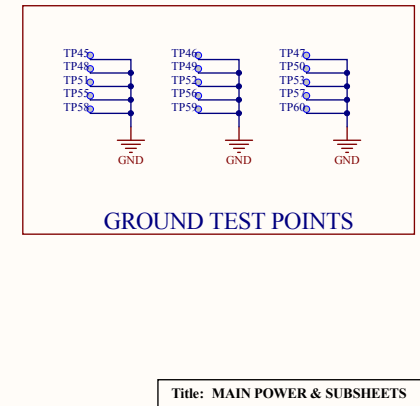 TP45 TP46 TP47
TP48 TP49 TP50
TP51 TP52 TP53
TP55 TP56 TP57
TP58 TP59 TP60
GND GND GND
GROUND TEST POINTS
Title: MAIN POWER & SUBSHEETS